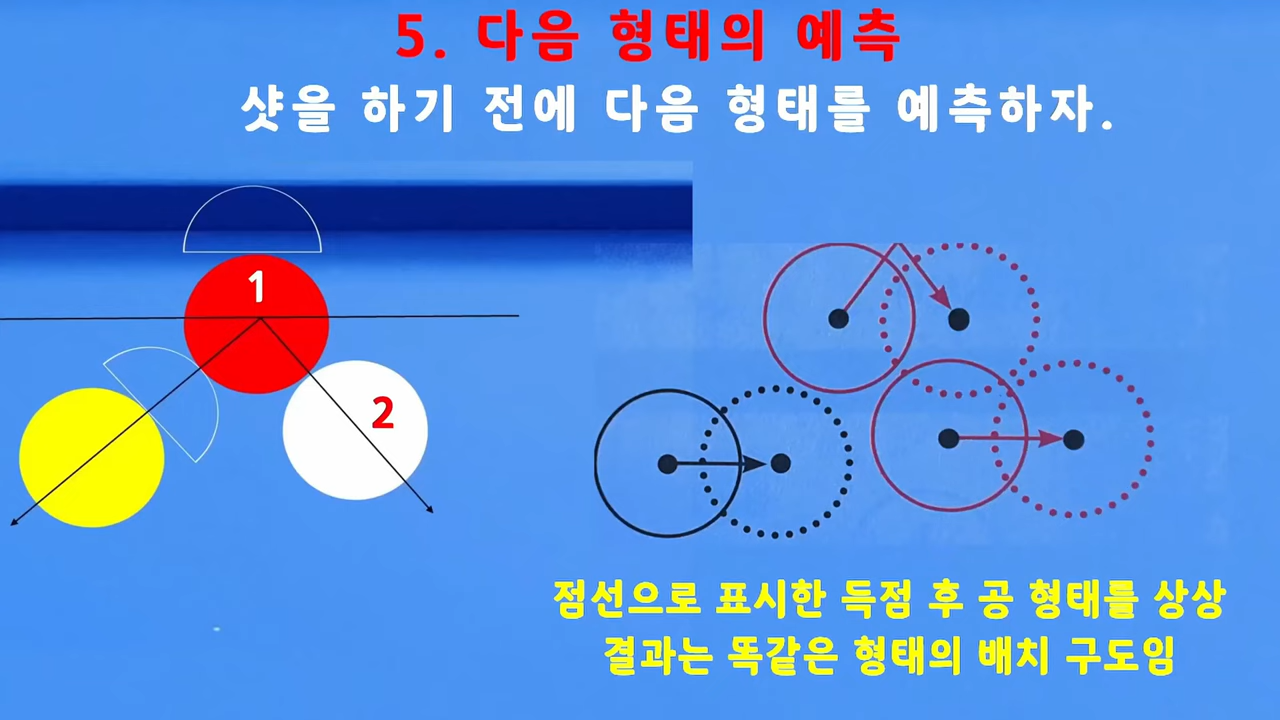 5. 다음 형태의 예측
샷을 하기 전에 다음 형태를 예측하자.
1
2
점선으로 표시한 득점 후 공 형태를 상상
결과는 똑같은 형태의 배치 구도임